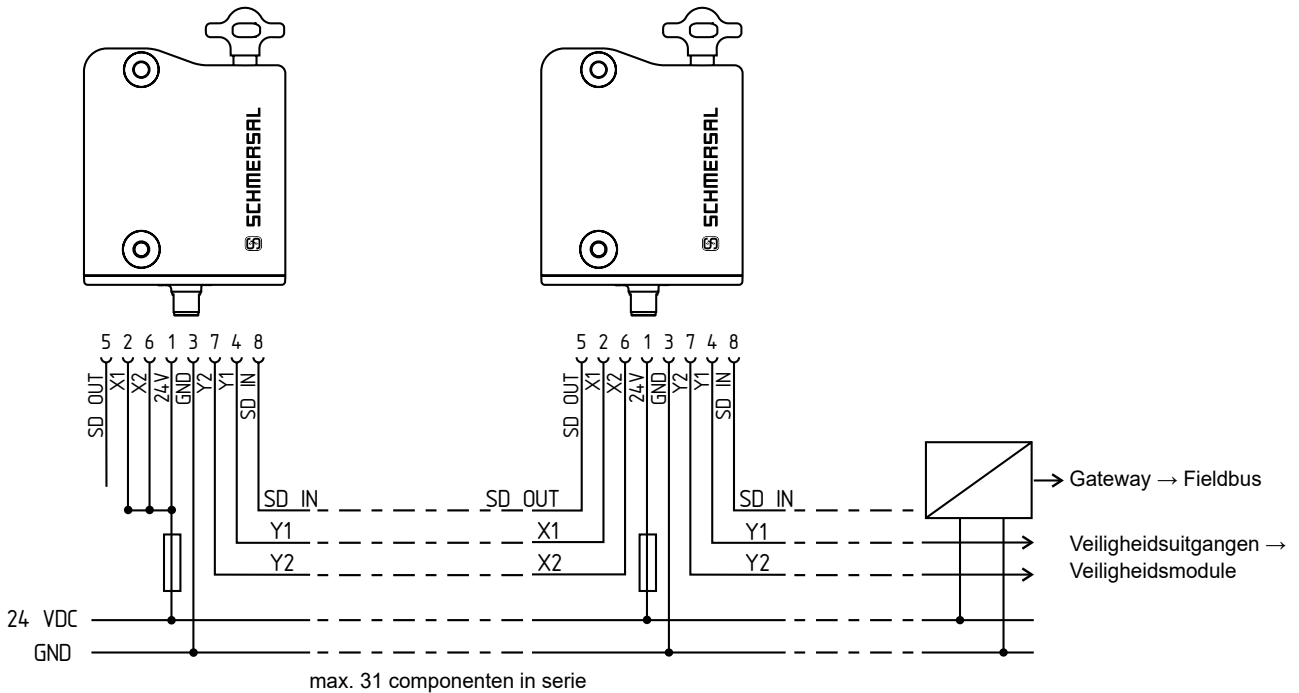 SCHMERSAL
SCHMERSAL
5 2 6 1 3 7 4 8
5 2 6 1 3 7 4 8
SD OUT
X1
X2
24V
GND
Y2
Y1
SD IN
SD OUT
X1
X2
24V
GND
Y2
Y1
SD IN
SD IN
SD OUT
SD IN
Gateway → Fieldbus
Y1
X1
Y1
Veiligheidsuitgangen →
Veiligheidsmodule
Y2
X2
Y2
24 VDC
GND
max. 31 componenten in serie